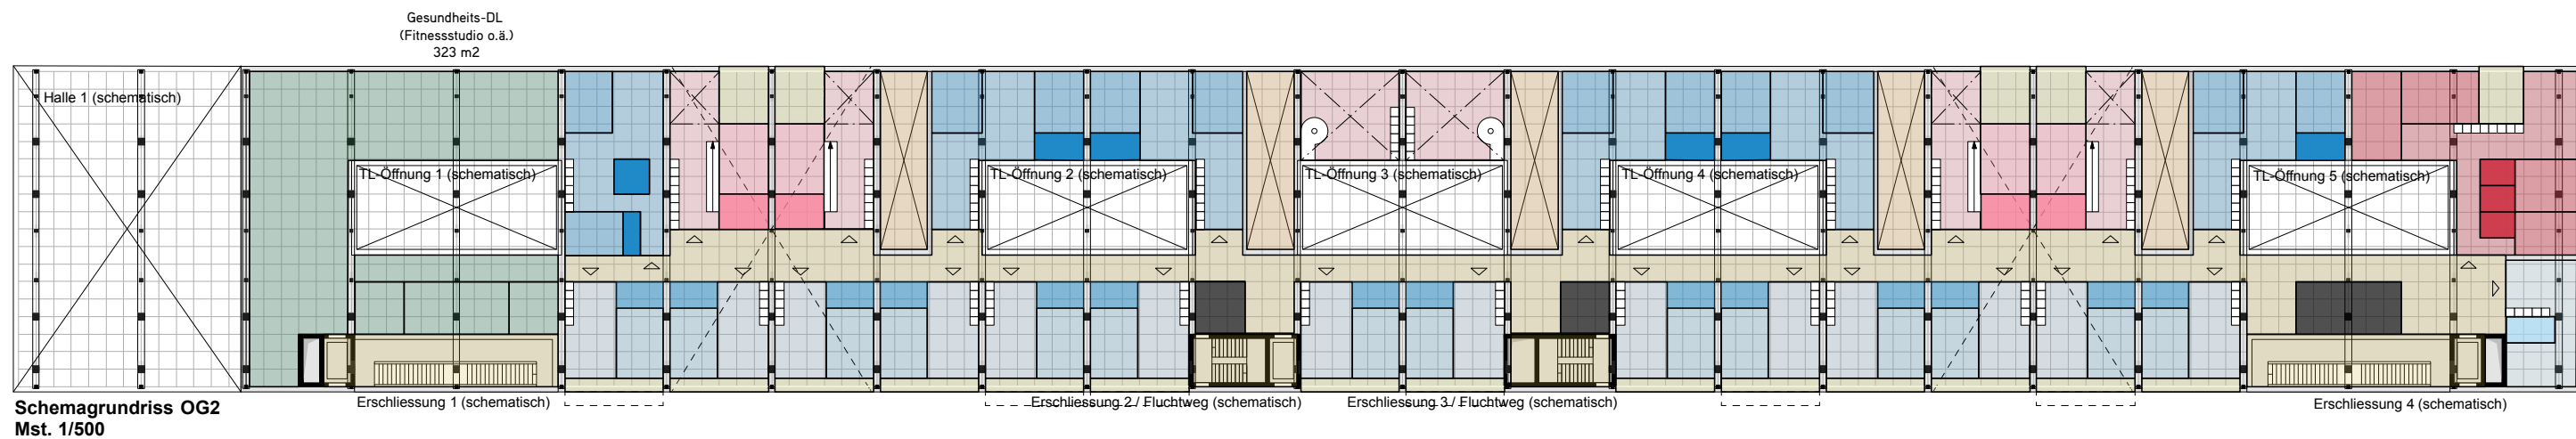 Gesundheits-DL
(Fitnessstudio o.ä.)
323 m2
Halle 1 (schematisch)
TL-Öffnung 1 (schematisch)
TL-Öffnung 2 (schematisch)
TL-Öffnung 3 (schematisch)
TL-Öffnung 4 (schematisch)
TL-Öffnung 5 (schematisch)
Erschliessung 1 (schematisch)
Erschliessung 2 / Fluchtweg (schematisch)
Erschliessung 3 / Fluchtweg (schematisch)
Erschliessung 4 (schematisch)
Schemagrundriss OG2
Mst. 1/500